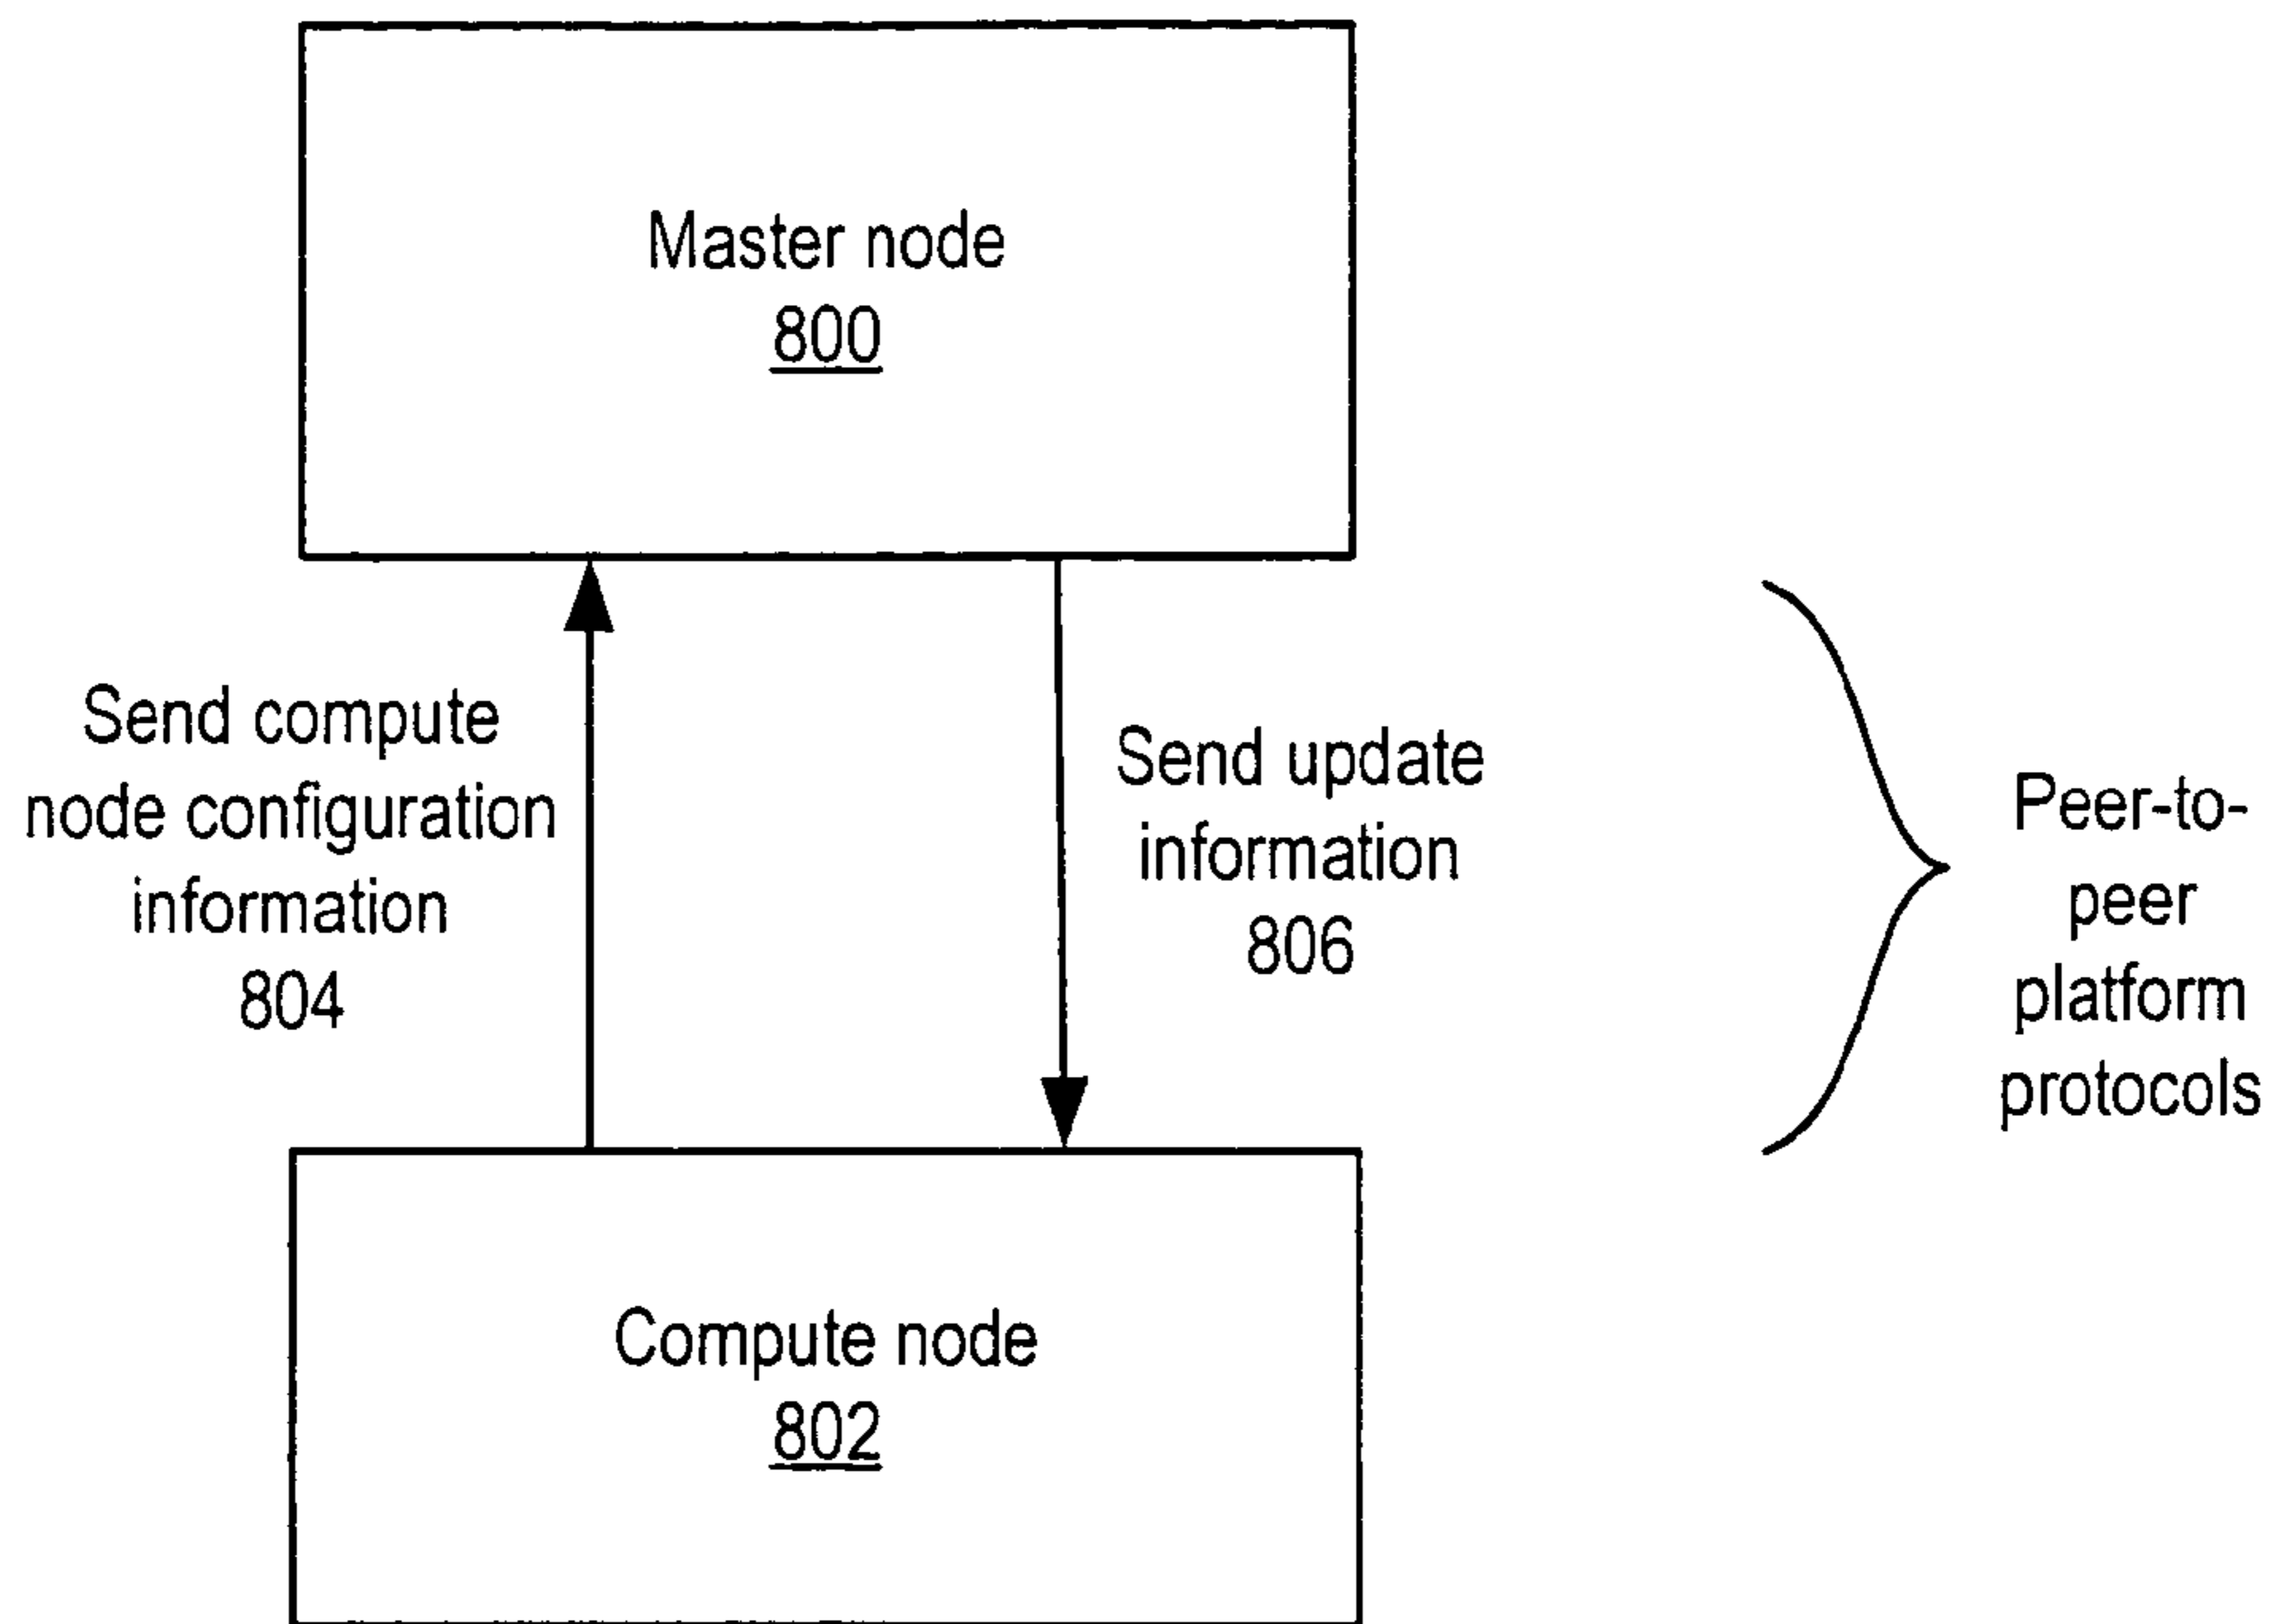 Master node
800
Send compute
node configuration
information
804
Send update
information
806
Peer-to-
peer
platform
protocols
Compute node
802